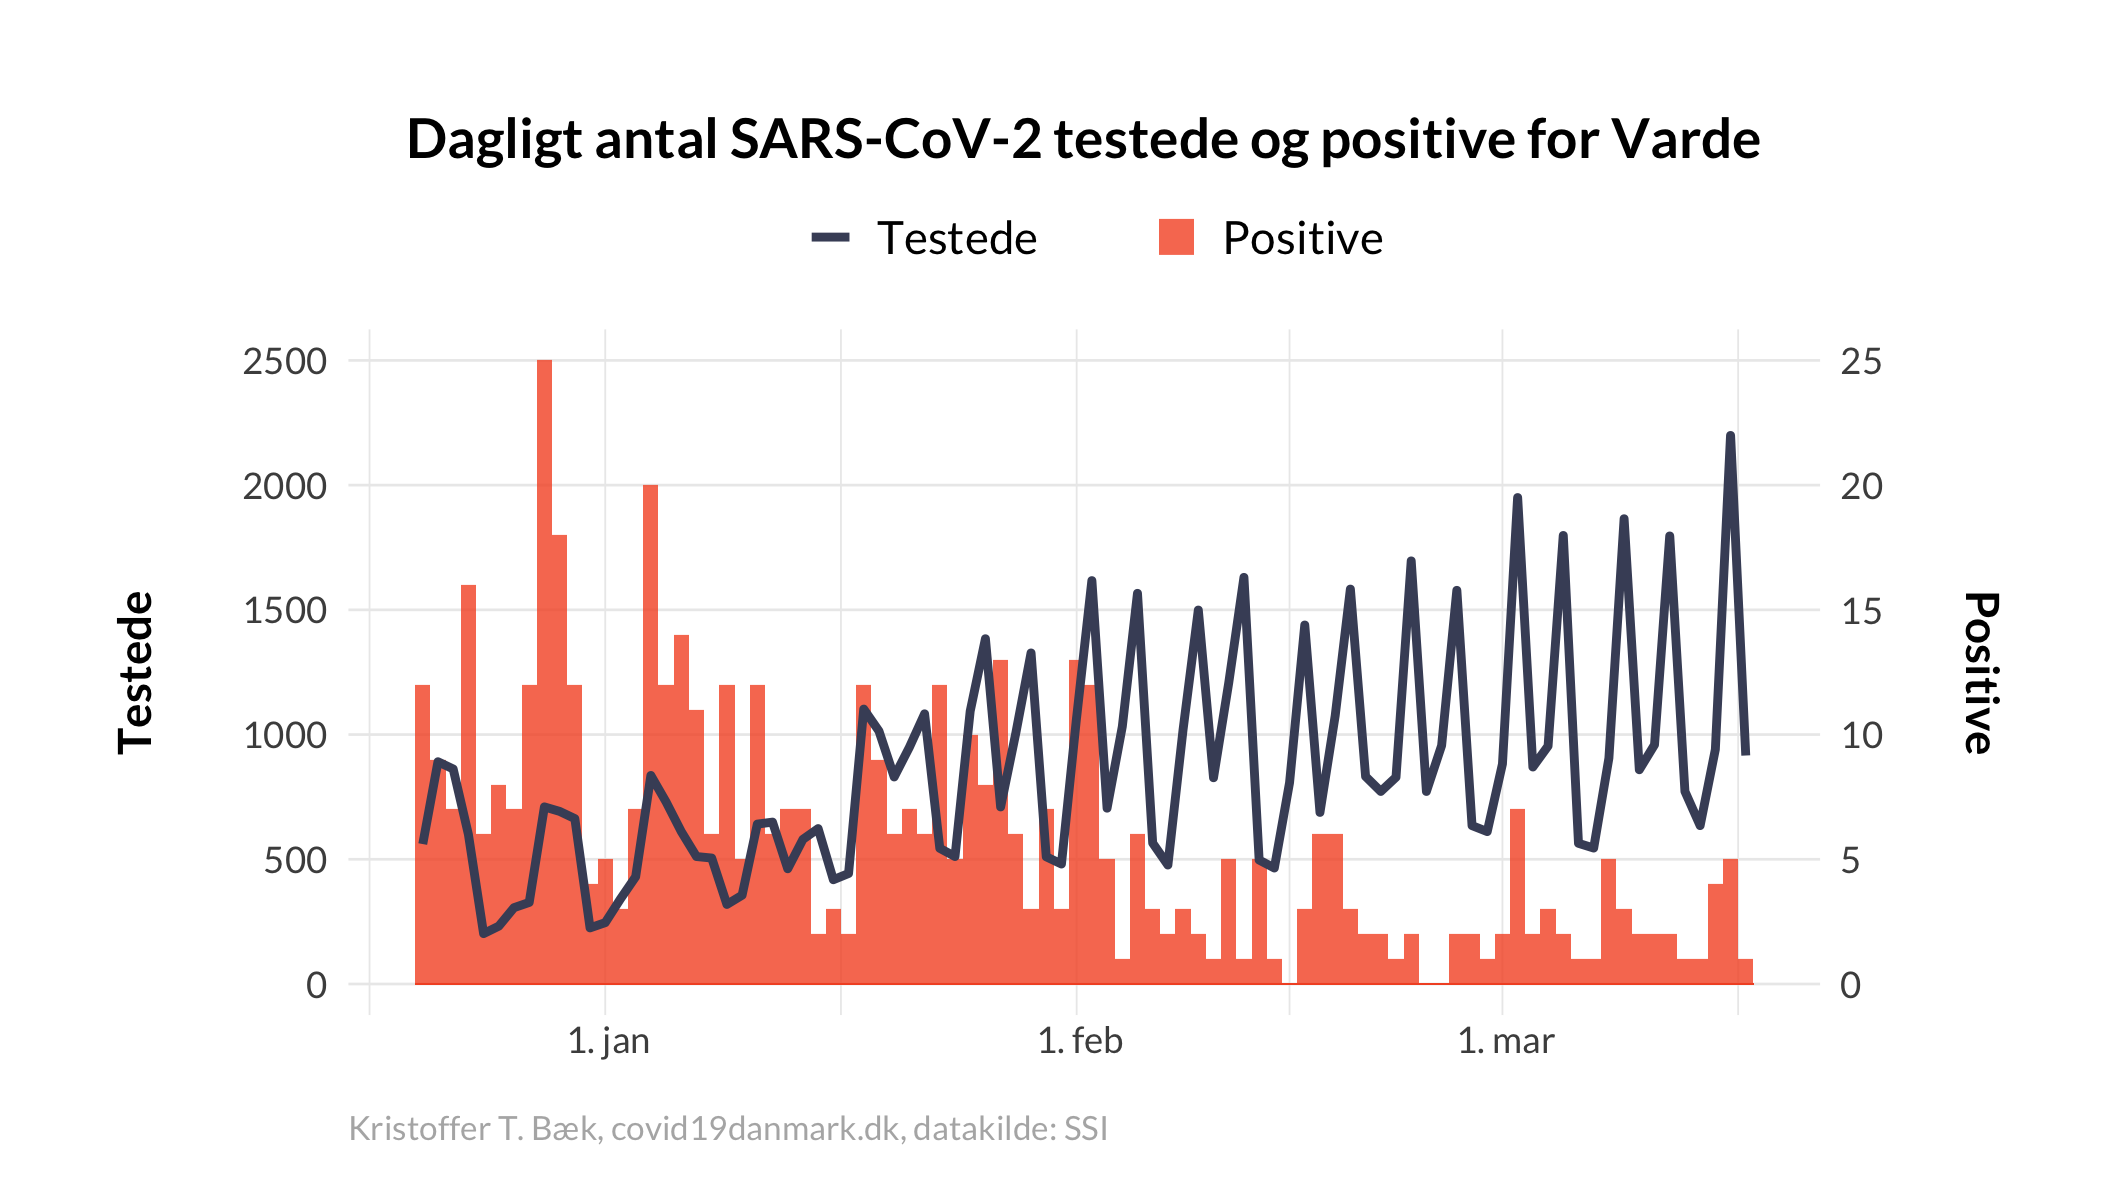 Dagligt antal SARS-CoV-2 testede og positive for Varde
Testede Positive
2500 25
2000 20
1500 15
1000 10
500 5
0 0
Testede
Positive
1. jan 1. feb 1. mar
Kristoffer T. Bæk, covid19danmark.dk, datakilde: SSI